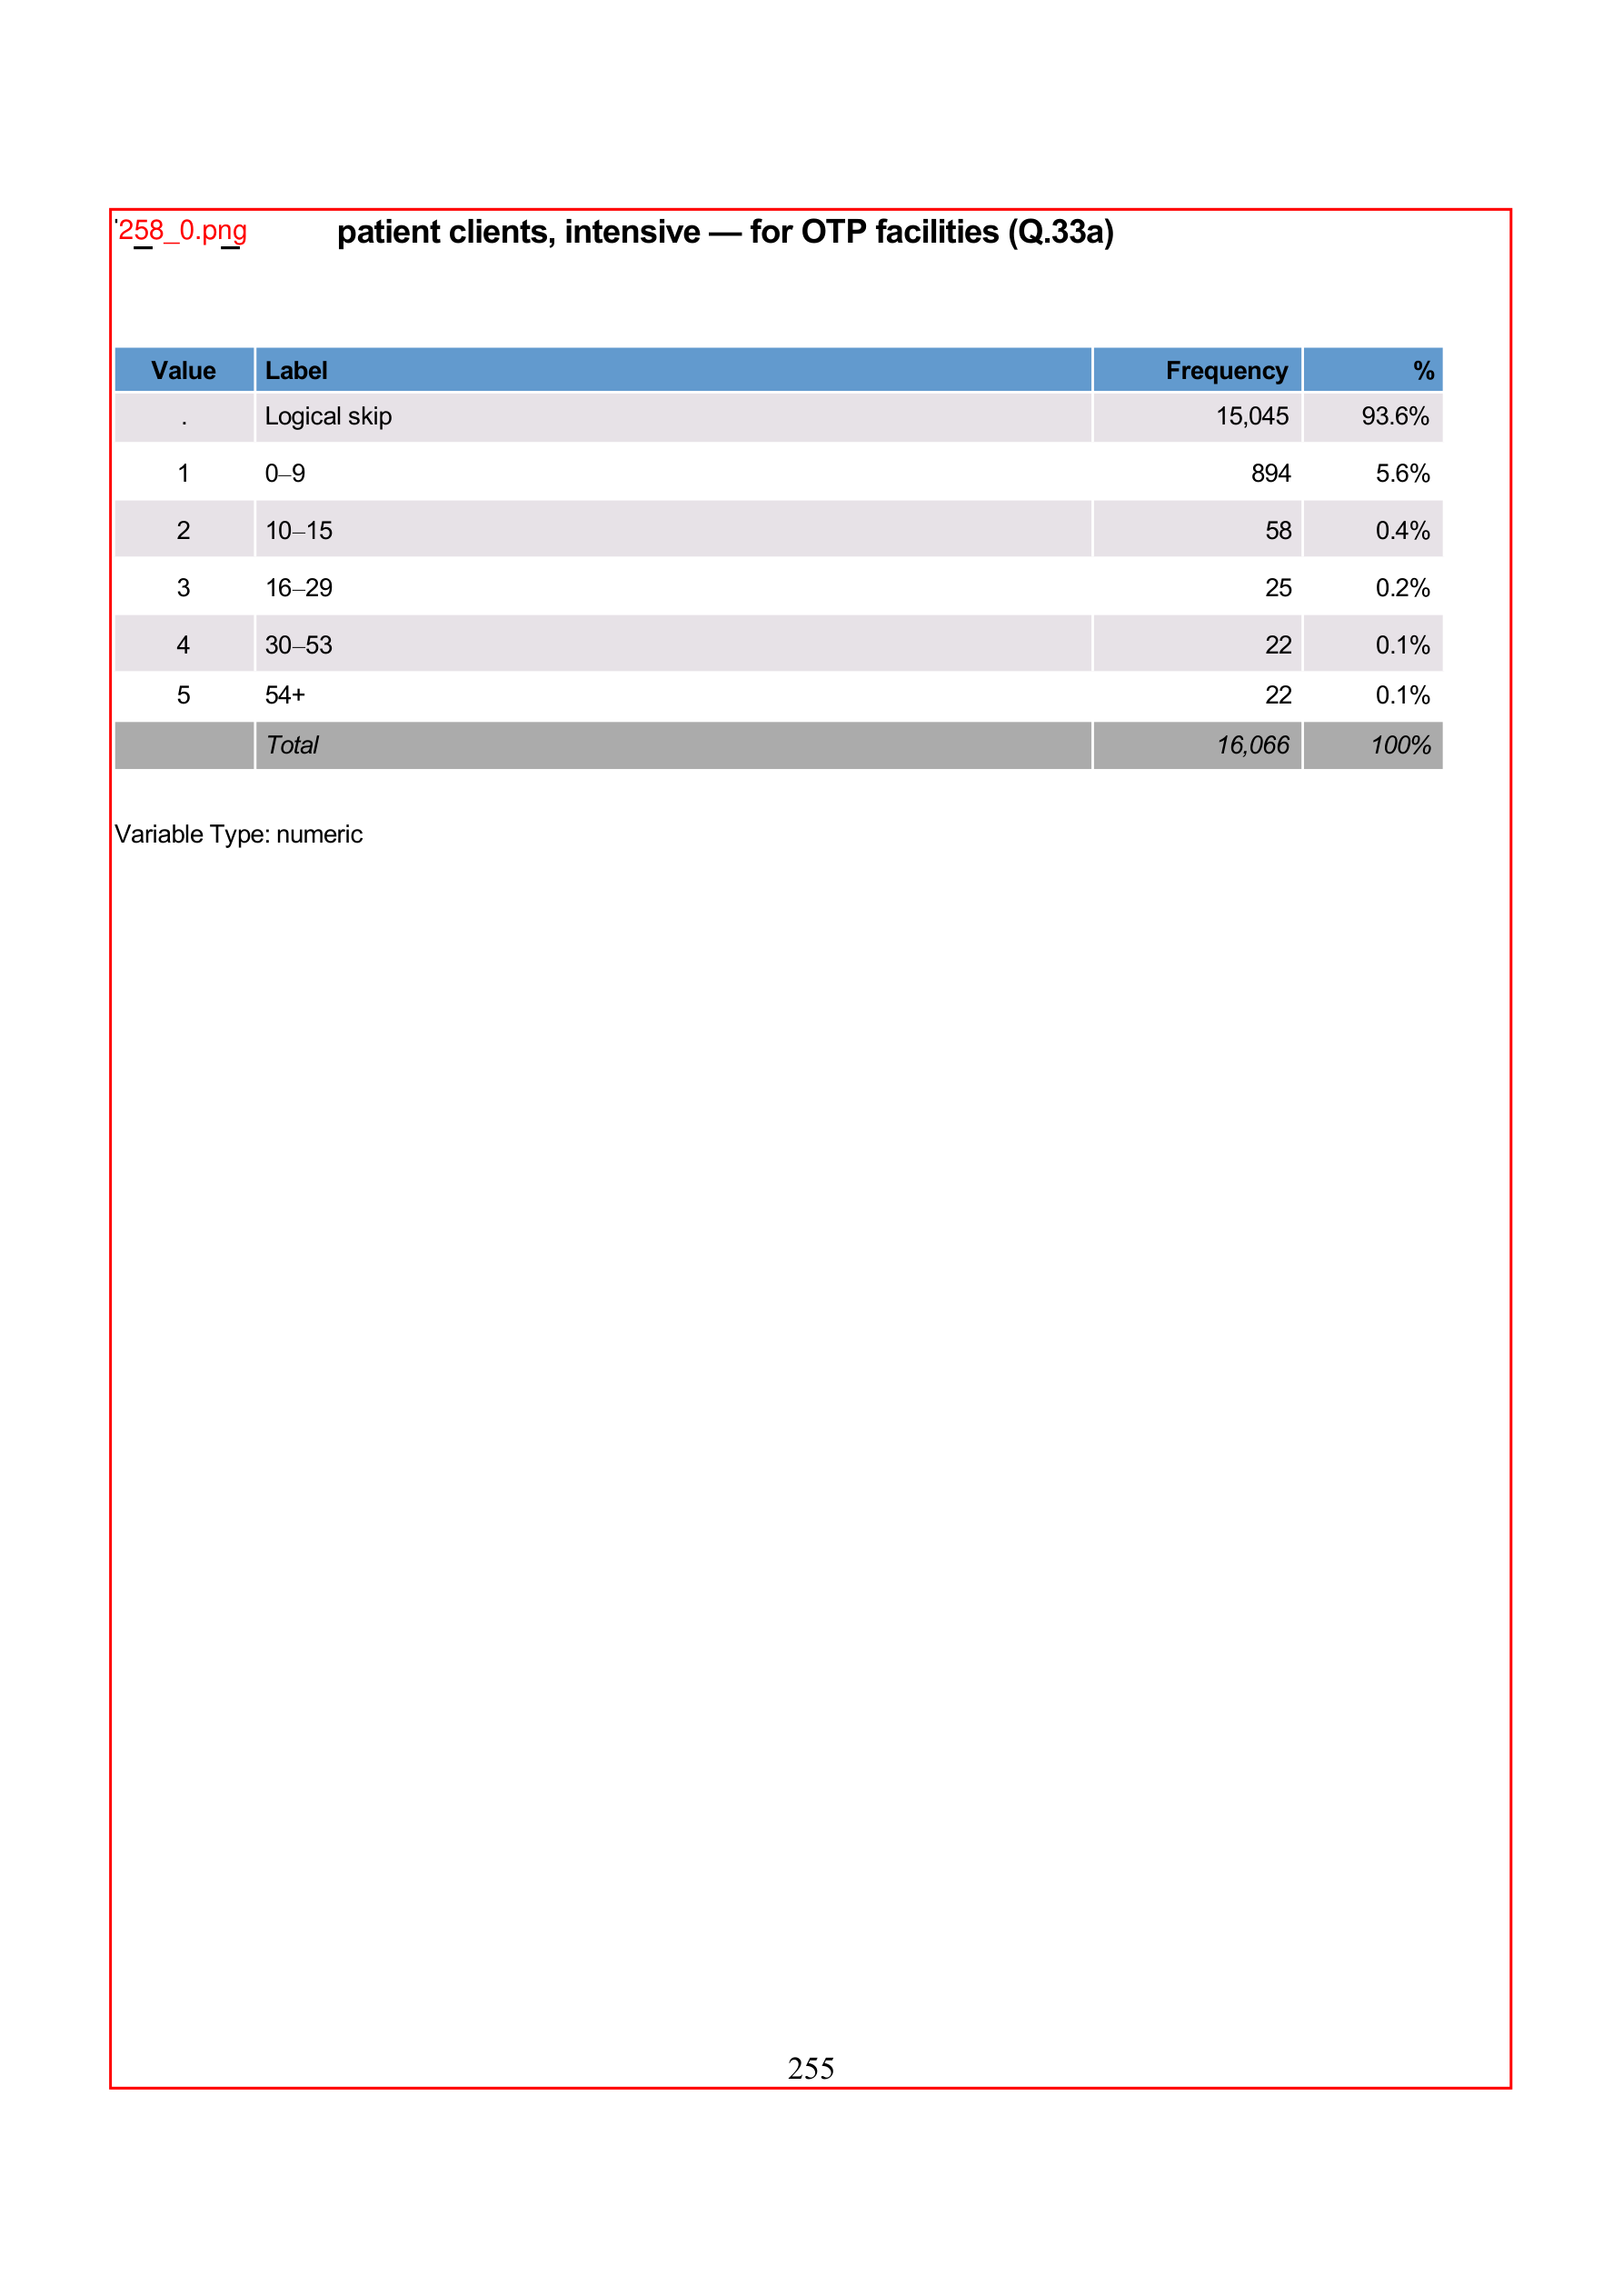 258_0.png patient clients, intensive — for OTP facilities (Q.33a)
Value Label Frequency %
. Logical skip 15,045 93.6%
1 0–9 894 5.6%
2 10–15 58 0.4%
3 16–29 25 0.2%
4 30–53 22 0.1%
5 54+ 22 0.1%
Total 16,066 100%
Variable Type: numeric
255